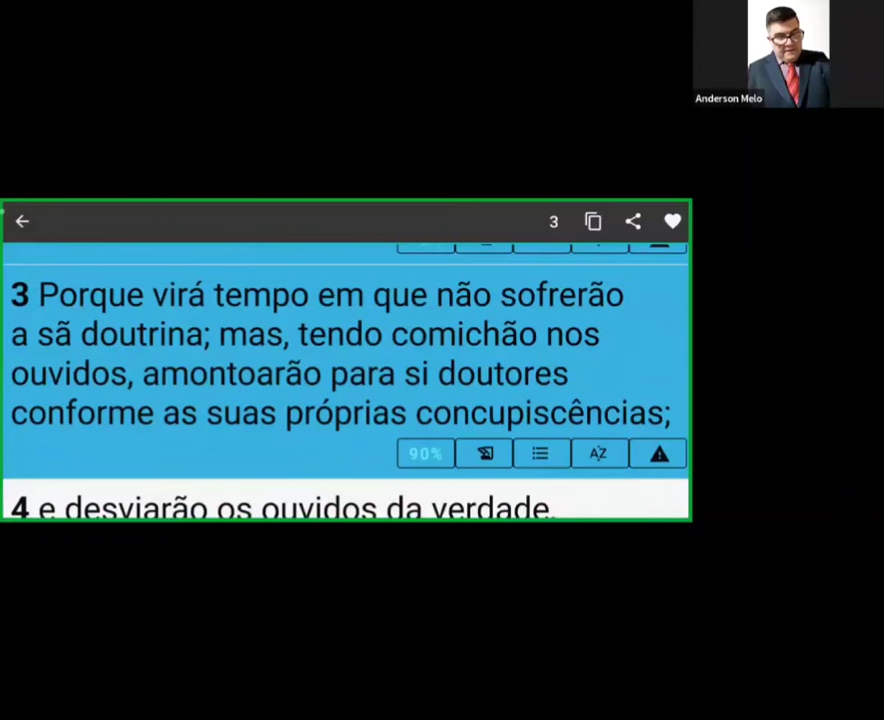 Anderson Melo
3
3 Porque virá tempo em que não sofrerão
a sã doutrina; mas, tendo comichão nos
ouvidos, amontoarão para si doutores
conforme as suas próprias concupiscências;
90%
AZ
4 e desviarão os ouvidos da verdade,